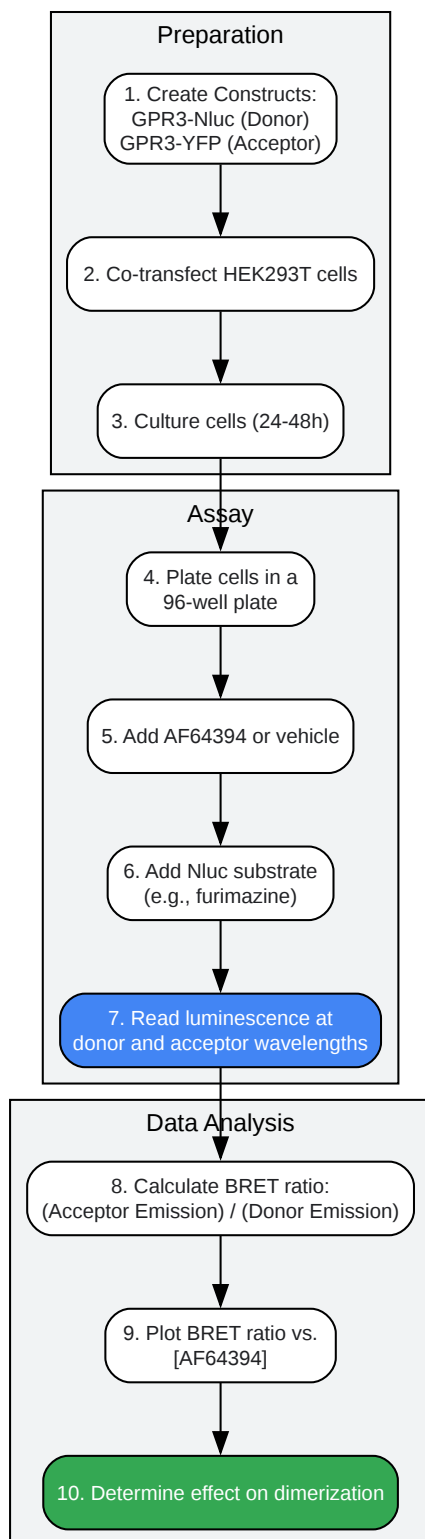 Preparation
1. Create Constructs:
GPR3-Nluc (Donor)
GPR3-YFP (Acceptor)
2. Co-transfect HEK293T cells
3. Culture cells (24-48h)
Assay
4. Plate cells in a
96-well plate
5. Add AF64394 or vehicle
6. Add Nluc substrate
(e.g., furimazine)
7. Read luminescence at
donor and acceptor wavelengths
Data Analysis
8. Calculate BRET ratio:
(Acceptor Emission) / (Donor Emission)
9. Plot BRET ratio vs.
[AF64394]
10. Determine effect on dimerization